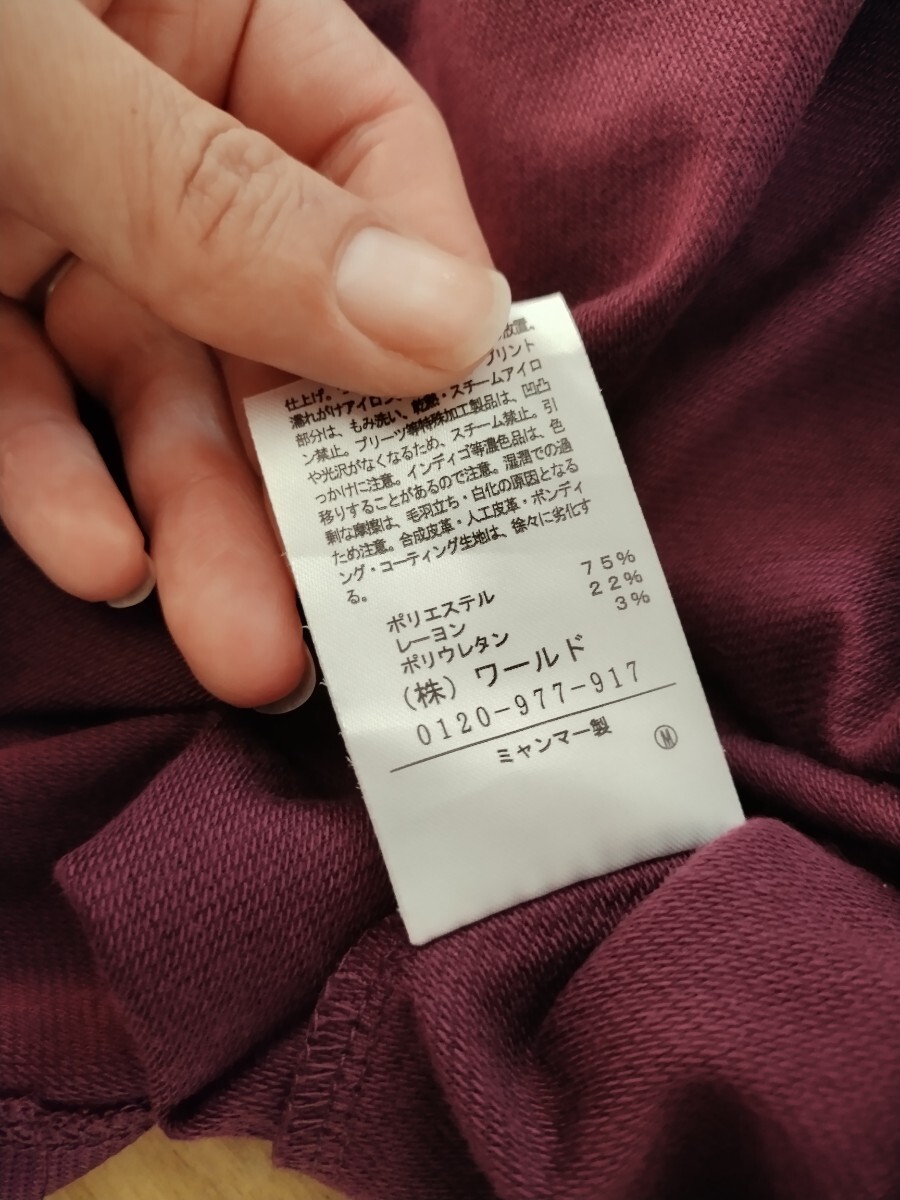 放置。
仕上げ。 プリント
濡れがけアイロン
部分は、もみ洗い、乾熱・スチームアイロ
ン禁止。プリーツ等特殊加工製品は、凹凸
や光沢がなくなるため、スチーム禁止。引
っかけに注意。インディゴ等濃色品は、色
移りすることがあるので注意。湿潤での過
剰な摩擦は、毛羽立ち・白化の原因となる
ため注意。合成皮革・人工皮革・ボンディ
ング・コーティング生地は、徐々に劣化す
る。
ポリエステル 75%
レーヨン 22%
ポリウレタン 3%
(株) ワールド
0120-977-917
ミャンマー製 M